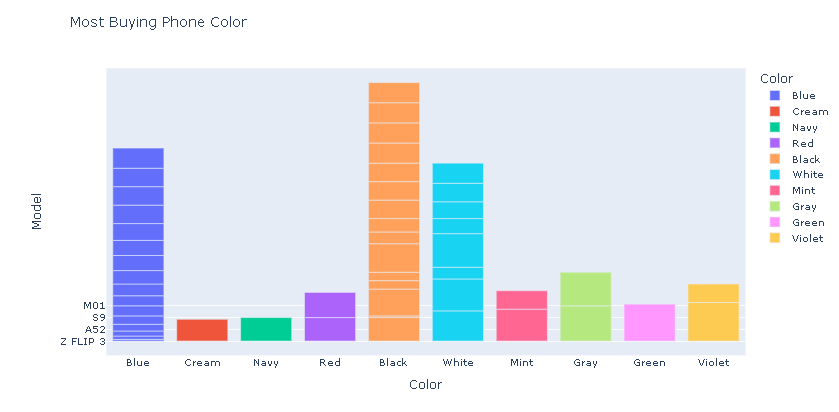 Most Buying Phone Color
Color
Blue
Cream
Navy
Red
Black
White
Mint
Gray
Green
Violet
Model
M01
S9
A52
Z FLIP 3
Blue Cream Navy Red Black White Mint Gray Green Violet
Color